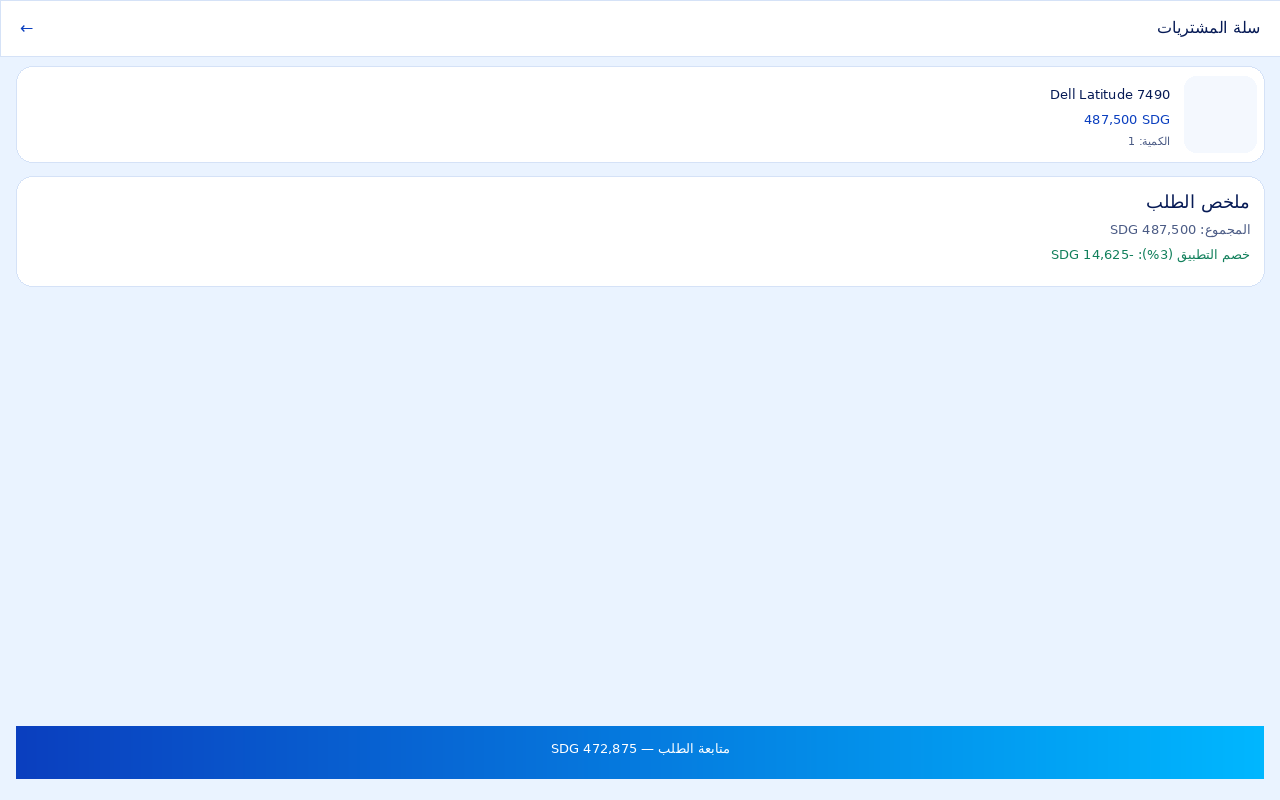 سلة المشتريات
←
Dell Latitude 7490
487,500 SDG
الكمية: 1
ملخص الطلب
المجموع: 487,500 SDG
خصم التطبيق (3%): -14,625 SDG
متابعة الطلب — 472,875 SDG